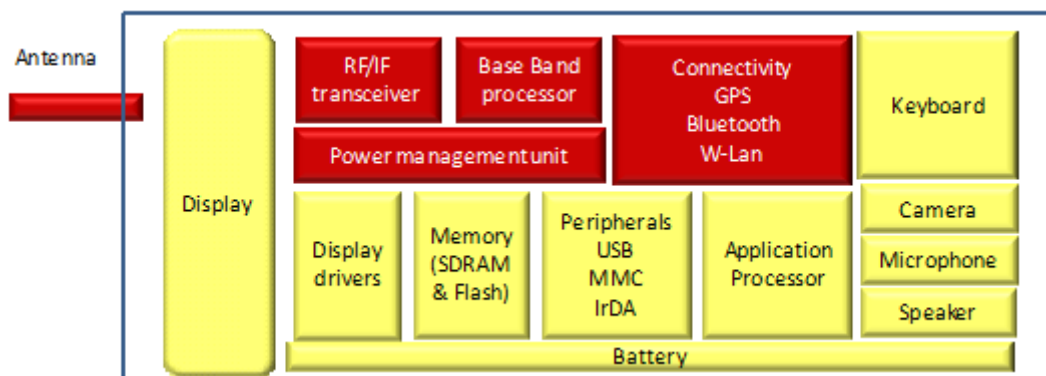 Antenna
Display
RF/IF
transceiver
Base Band
processor
Power management unit
Connectivity
GPS
Bluetooth
W-Lan
Keyboard
Display
drivers
Memory
(SDRAM
& Flash)
Peripherals
USB
MMC
IrDA
Application
Processor
Camera
Microphone
Speaker
Battery